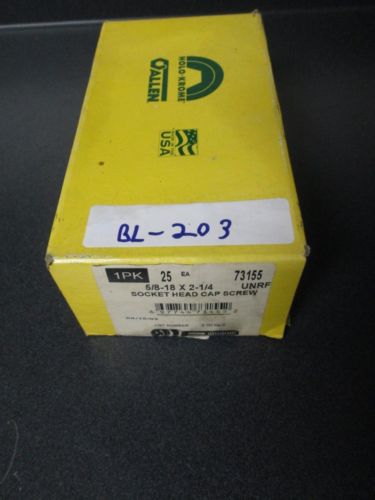 HOLO-KROME
ALLEN
USA
BL-203
1PK 25 EA 73155
5/8-18 X 2-1/4 UNRF
SOCKET HEAD CAP SCREW